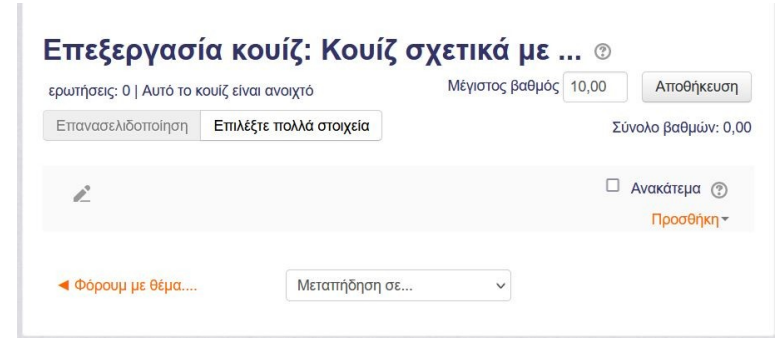 Επεξεργασία κουίζ: Κουίζ σχετικά με ... ?
ερωτήσεις: 0 | Αυτό το κουίζ είναι ανοιχτό Μέγιστος βαθμός 10,00 Αποθήκευση
Επανασελιδοποίηση Επιλέξτε πολλά στοιχεία Σύνολο βαθμών: 0,00
Ανακάτεμα ?
Προσθήκη
◄ Φόρουμ με θέμα.... Μεταπήδηση σε...